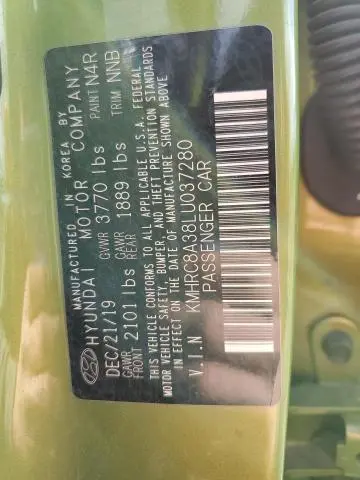 MANUFACTURED IN KOREA BY
HYUNDAI MOTOR COMPANY
DEC/21/19 GVWR 3770 lbs PAINT N4R
GAWR FRONT 2101 lbs GAWR REAR 1889 lbs TRIM NNB
THIS VEHICLE CONFORMS TO ALL APPLICABLE U.S.A. FEDERAL
MOTOR VEHICLE SAFETY, BUMPER, AND THEFT PREVENTION STANDARDS
IN EFFECT ON THE DATE OF MANUFACTURE SHOWN ABOVE
V.I.N KMHRC8A38LU037280
PASSENGER CAR